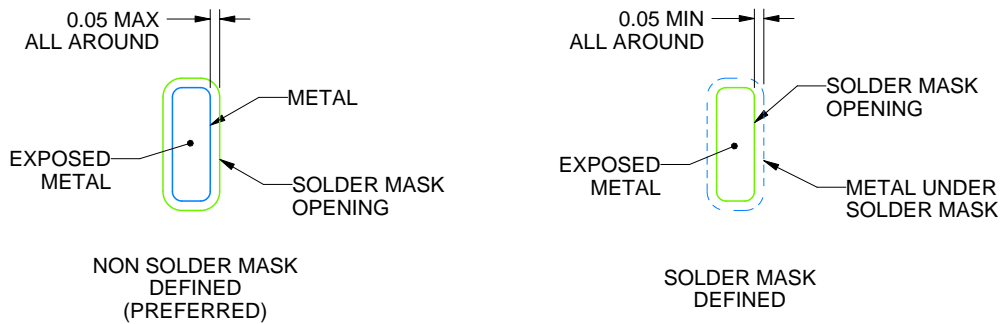 0.05 MAX
ALL AROUND
METAL
EXPOSED
METAL
SOLDER MASK
OPENING
NON SOLDER MASK
DEFINED
(PREFERRED)
0.05 MIN
ALL AROUND
SOLDER MASK
OPENING
EXPOSED
METAL
METAL UNDER
SOLDER MASK
SOLDER MASK
DEFINED